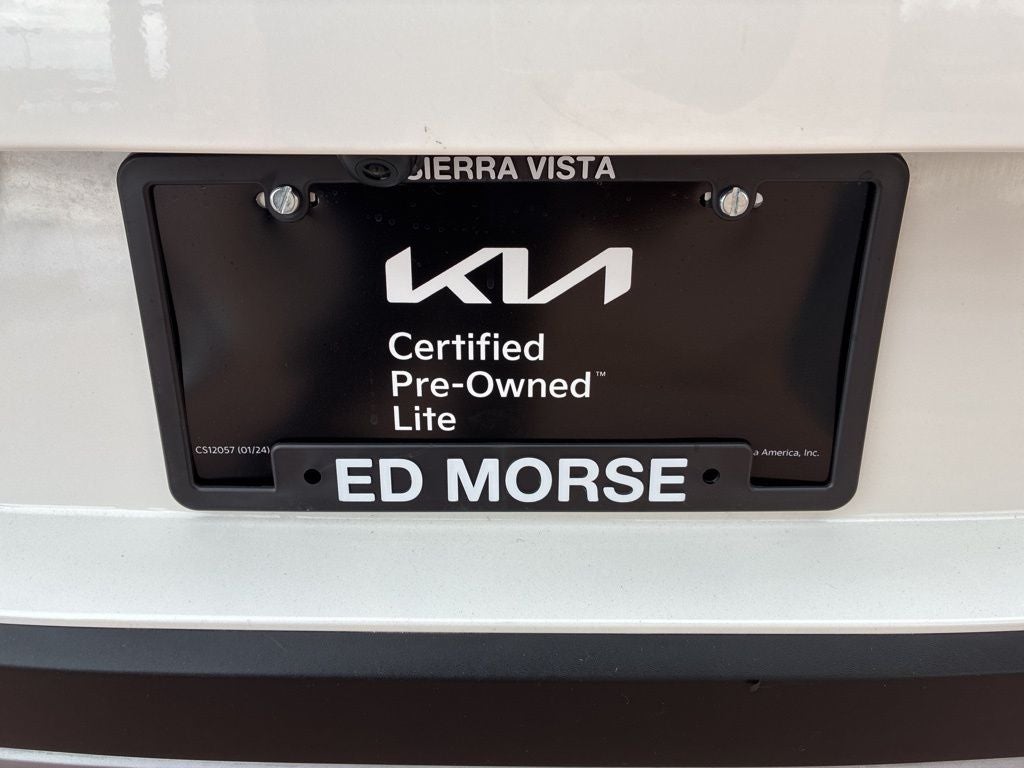 SIERRA VISTA
KIA
Certified
Pre-Owned™
Lite
CS12057 (01/24)
a America, Inc.
ED MORSE